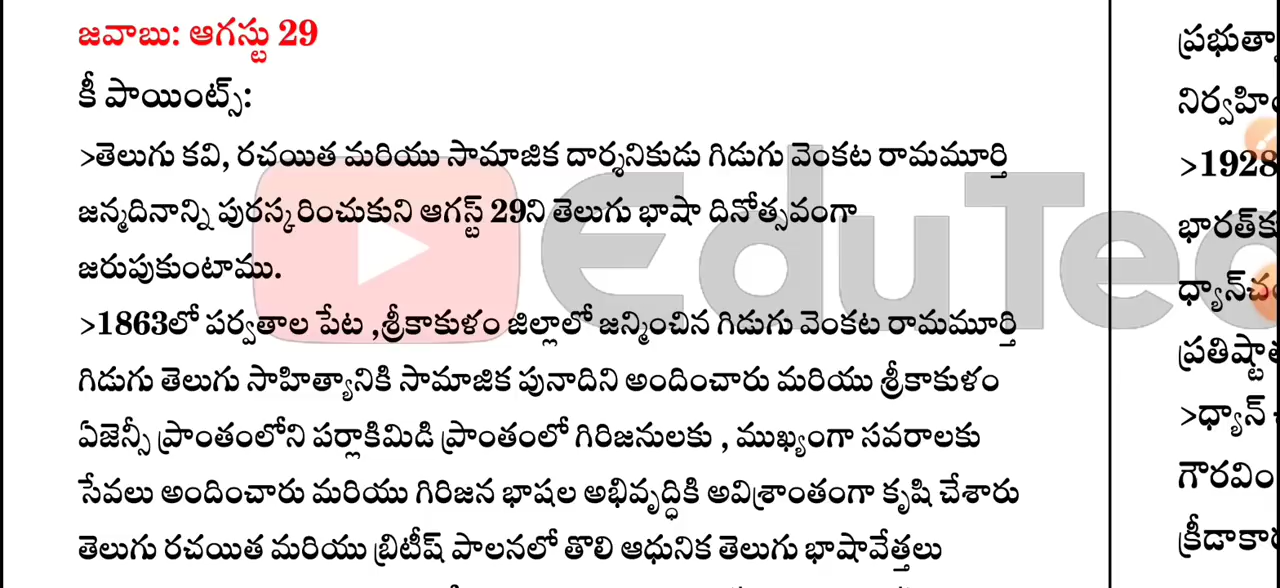 జవాబు: ఆగస్టు 29
కీ పాయింట్స్:
>తెలుగు కవి, రచయిత మరియు సామాజిక దార్శనికుడు గిడుగు వెంకట రామమూర్తి
జన్మదినాన్ని పురస్కరించుకుని ఆగస్ట్ 29ని తెలుగు భాషా దినోత్సవంగా
జరుపుకుంటాము.
>1863లో పర్వతాల పేట ,శ్రీకాకుళం జిల్లాలో జన్మించిన గిడుగు వెంకట రామమూర్తి
గిడుగు తెలుగు సాహిత్యానికి సామాజిక పునాదిని అందించారు మరియు శ్రీకాకుళం
ఏజెన్సీ ప్రాంతంలోని పర్లాకిమిడి ప్రాంతంలో గిరిజనులకు , ముఖ్యంగా సవరాలకు
సేవలు అందించారు మరియు గిరిజన భాషల అభివృద్ధికి అవిశ్రాంతంగా కృషి చేశారు
తెలుగు రచయిత మరియు బ్రిటీష్ పాలనలో తొలి ఆధునిక తెలుగు భాషావేత్తలు
EduTec
ప్రభుత్వా
నిర్వహిం
>1928
భారత్‌కు
ధ్యాన్‌చం
ప్రతిష్టా
>ధ్యాన్
గౌరవిం
క్రీడాకా